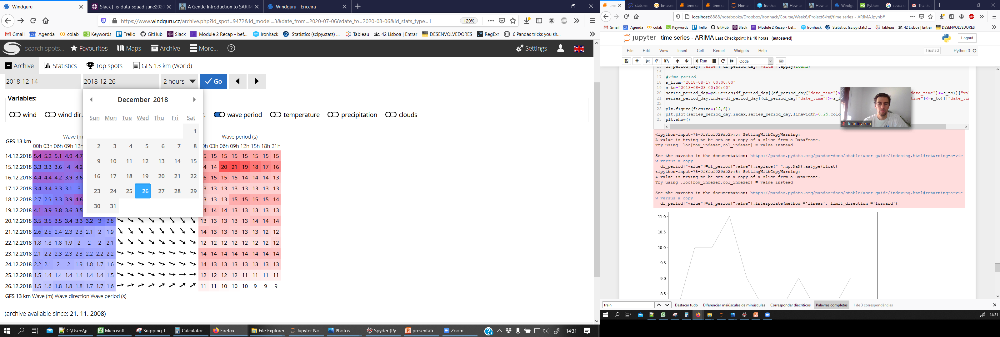 Windguru
Slack | lis-data-squad-june2020
A Gentle Introduction to SARIM
Windguru - Ericeira
https://www.windguru.cz/archive.php?id_spot=9472&id_model=3&date_from=2020-07-06&date_to=2020-08-06&id_stats_type=1
120%
Gmail Agenda colab Keywords Trello GitHub Slack Module 2 Recap - bef... Ironhack Statistics (scipy.stats) ... Tableau 42 Lisboa | Entrar DESENVOLVEDORES RegExr 6 Pandas tricks you sh...
search spots... Favourites Maps Archive More... Settings
Archive Statistics Top spots GFS 13 km (World)
2018-12-14 2018-12-26 2 hours Go
Variables:
December 2018
Sun Mon Tue Wed Thu Fri Sat
1
2 3 4 5 6 7 8
9 10 11 12 13 14 15
16 17 18 19 20 21 22
23 24 25 26 27 28 29
30 31
wind wind dir. r. wave period temperature precipitation clouds
Wave (m Wave period (s)
GFS 13 km 00h 03h 06h 09h 12h 0h 03h 06h 09h 12h 15h 18h 21h
14.12.2018 5.4 5.2 5.1 4.9 4.7 5 15 15 15 15 15 15 15
15.12.2018 3.3 3.3 3.6 4 4.2 4 14 20 21 19 18 17 16
16.12.2018 4.4 4.4 4.2 3.9 3.6 6 15 15 15 14 14 14 13
17.12.2018 3.4 3.4 3.3 3.1 3 3 13 13 13 13 13 13 13
18.12.2018 2.7 2.9 3.3 3.9 4.6 3 13 13 15 15 15 15 14
19.12.2018 4.1 3.9 3.8 3.6 3.5 4 14 14 13 13 13 13 13
20.12.2018 3.5 3.5 3.5 3.4 3.3 3.2 3 2.8 13 13 13 13 13 14 14 14
21.12.2018 2.6 2.5 2.4 2.3 2.3 2.1 2 1.9 14 13 13 13 13 13 12 12
22.12.2018 1.8 1.8 1.8 1.9 2 2 2 2.1 12 12 12 12 12 12 12 12
23.12.2018 2.1 2.2 2.3 2.3 2.3 2.2 2.2 2.2 14 14 14 14 14 14 14 14
24.12.2018 2.2 2.1 2 2 1.9 1.8 1.7 1.6 14 13 13 13 13 13 13 13
25.12.2018 1.5 1.4 1.4 1.4 1.4 1.4 1.4 1.5 12 12 12 12 11 11 11 11
26.12.2018 1.5 1.6 1.8 1.8 1.8 1.7 1.7 1.6 11 11 10 10 10 9 9 9
GFS 13 km Wave (m) Wave direction Wave period (s)
(archive available since: 21. 11. 2008)
C:\Users\ji... Microsoft ... Snipping T... Calculator Firefox File Explorer Jupyter No... Photos Spyder (Py... presentati... Zoom 14:31
time statsmo timeser time se time se Home Ironhac How to How to Windgu Python sousa Thanks
localhost:8888/notebooks/Dropbox/Ironhack/Course/Week6/Project6/ref/time series - ARIMA.ipynb#
Gmail Agenda colab Keywords Trello GitHub Slack Module 2 Recap - bef... Ironhack Statistics (scipy.stats) ... Tableau 42 Lisboa | Entrar DESENVOLVEDORES
jupyter time series - ARIMA Last Checkpoint: há 18 horas (autosaved) Logout
File Edit View Insert Cell Kernel Widgets Help Trusted Python 3
Run Code
15 df_period_day["value"]=df_period_day["value"].apply(round)
16
17 #Time period
18 s_from="2018-08-17 00:00:00"
19 s_to="2018-08-28 00:00:00"
20 series_period_day=pd.Series(df_period_day[(df_period_day["date_time"]> date_time"]<=s_to)]["va
21 series_period_day.index=df_period_day[(df_period_day["date_time"]>=s_f "]<=s_to)]["date_tim
22
23 plt.figure(figsize=(12,6))
24 plt.plot(series_period_day.index,series_period_day,linewidth=0.25,colo
25 plt.show()
João Inverno
<ipython-input-76-0f8fcf029d52>:5: SettingWithCopyWarning:
A value is trying to be set on a copy of a slice from a DataFrame.
Try using .loc[row_indexer,col_indexer] = value instead
See the caveats in the documentation: https://pandas.pydata.org/pandas-docs/stable/user_guide/indexing.html#returning-a-vie
w-versus-a-copy
df_period["value"]=df_period["value"].replace("-",np.NaN).astype(float)
<ipython-input-76-0f8fcf029d52>:6: SettingWithCopyWarning:
A value is trying to be set on a copy of a slice from a DataFrame.
Try using .loc[row_indexer,col_indexer] = value instead
See the caveats in the documentation: https://pandas.pydata.org/pandas-docs/stable/user_guide/indexing.html#returning-a-vie
w-versus-a-copy
df_period["value"]=df_period["value"].interpolate(method ='linear', limit_direction ='forward')
11.0
10.5
10.0
9.5
9.0
8.5
train Destacar tudo Diferenciar maiúsculas de minúsculas Corresponder diacríticos Palavras completas 1 de 3 correspondências
14:31